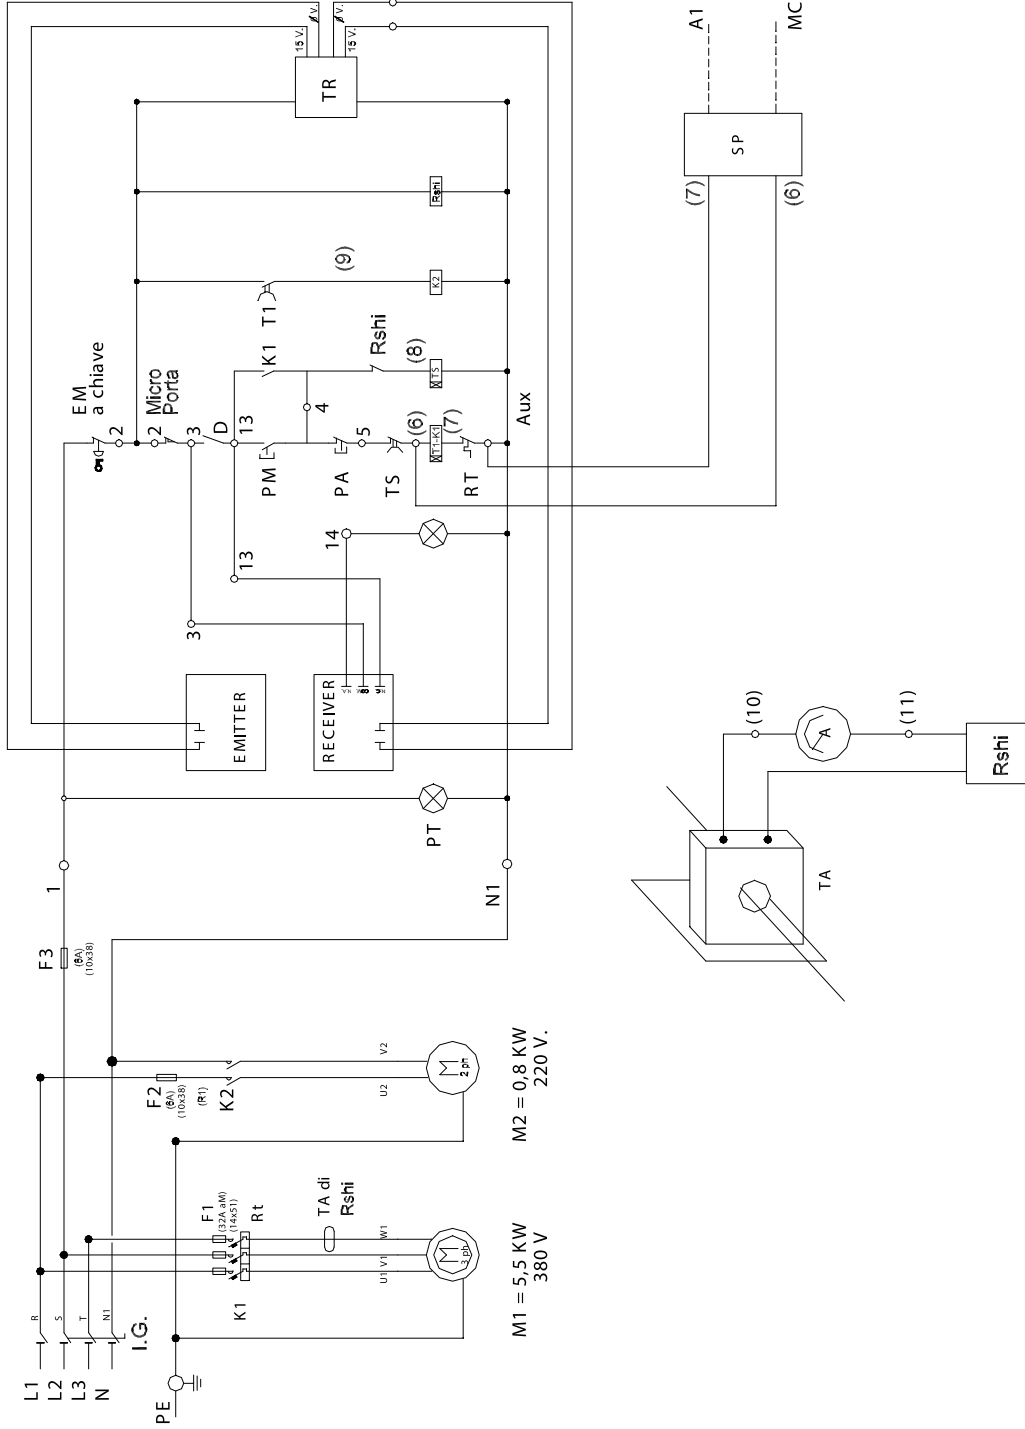 L1
L2
L3
N
PE
R
S
T
N1
I.G.
K1
F1
(32A aM)
(14x51)
Rt
TA di
Rshi
U1
V1
W1
M
3 ph
M1 = 5,5 KW
380 V
F2
(10x38)
(R1)
K2
U2
V2
M
2 ph
M2 = 0,8 KW
220 V.
F3
(10x38)
1
N1
PT
EMITTER
RECEIVER
3
13
14
EM
a chiave
2
2
Micro
Porta
3
D
13
PM
4
PA
5
TS
(6)
T1-K1
(7)
RT
Aux
K1
Rshi
(8)
TS
T1
(9)
K2
Rshi
TR
15 V.
15 V.
A1
MC
SP
(7)
(6)
(10)
A
(11)
Rshi
TA